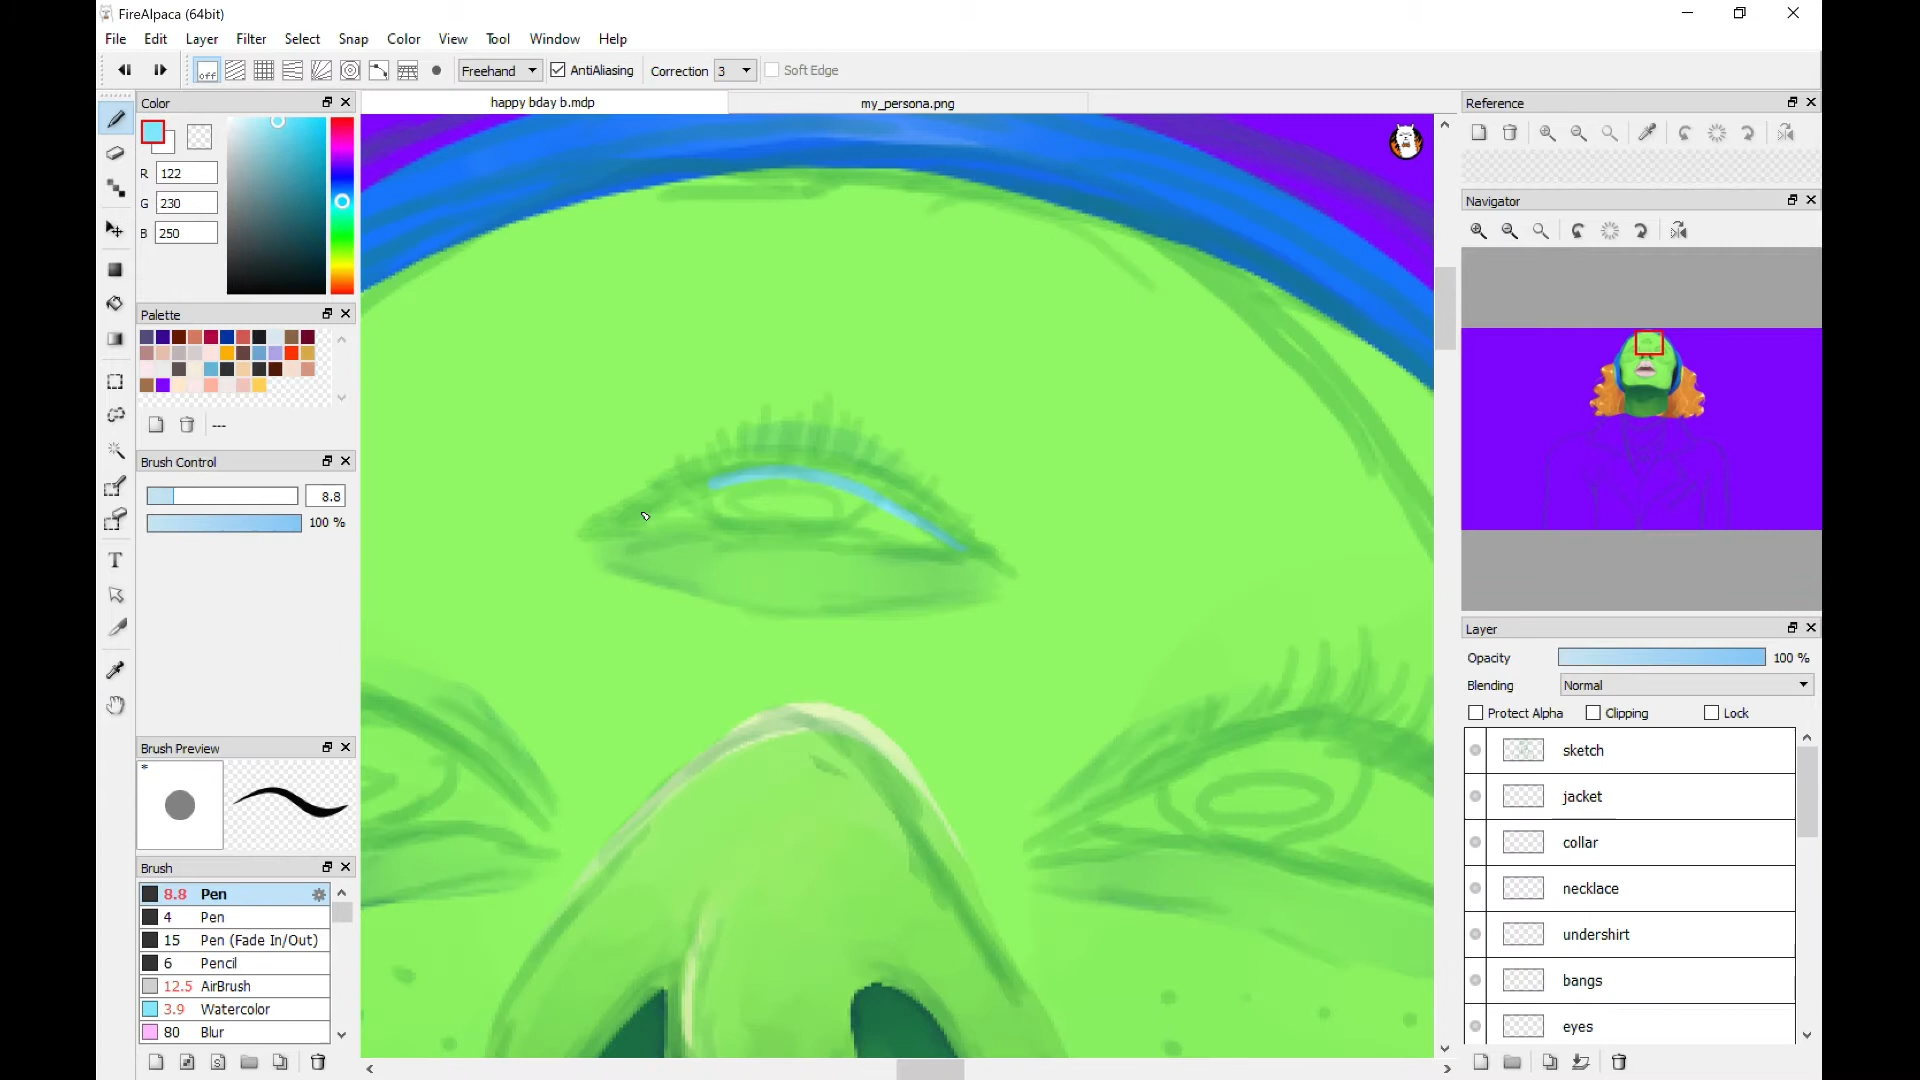 FireAlpaca (64bit)
File Edit Layer Filter Select Snap Color View Tool Window Help
off Freehand AntiAliasing Correction 3 Soft Edge
Color
R 122
G 230
B 250
Palette
---
Brush Control
8.8
100 %
Brush Preview
*
Brush
8.8 Pen
4 Pen
15 Pen (Fade In/Out)
6 Pencil
12.5 AirBrush
3.9 Watercolor
80 Blur
happy bday b.mdp my_persona.png
Reference
Navigator
Layer
Opacity 100 %
Blending Normal
Protect Alpha Clipping Lock
sketch
jacket
collar
necklace
undershirt
bangs
eyes
S
T